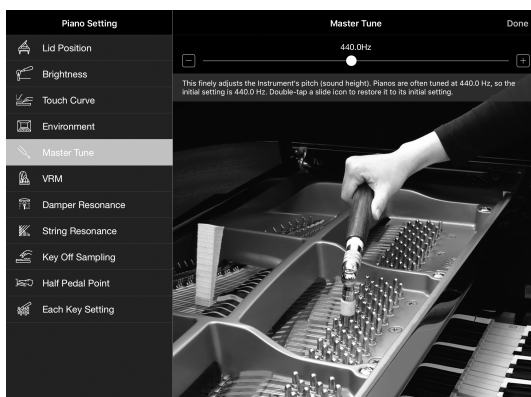 Piano Setting
Master Tune
Done
Lid Position
Brightness
Touch Curve
Environment
Master Tune
VRM
Damper Resonance
String Resonance
Key Off Sampling
Half Pedal Point
Each Key Setting
440.0Hz
This finely adjusts the Instrument's pitch (sound height). Pianos are often tuned at 440.0 Hz, so the
initial setting is 440.0 Hz. Double-tap a slide icon to restore it to its initial setting.